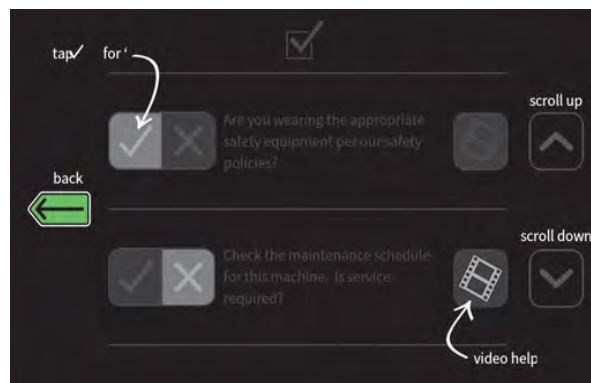 tap✓ for ‘
scroll up
Are you wearing the appropriate
safety equipment per our safety
policies?
back
scroll down
Check the maintenance schedule
for this machine. Is service
required?
video help